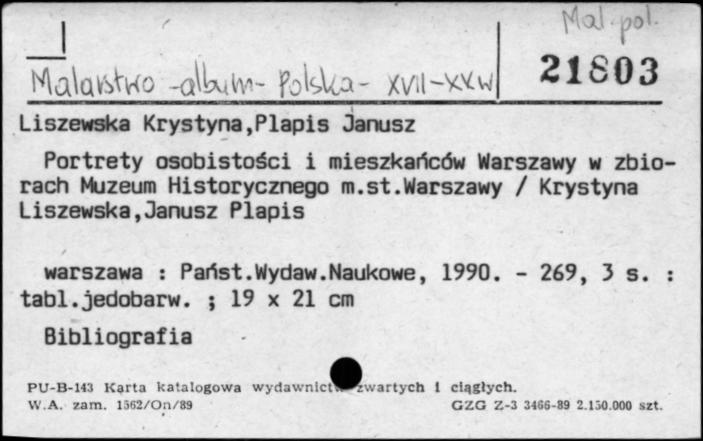 Mal. pol.
21803
Malarstwo -album- Polska- XVII-XXw
Liszewska Krystyna,Plapis Janusz
Portrety osobistości i mieszkańców Warszawy w zbio-
rach Muzeum Historycznego m.st.Warszawy / Krystyna
Liszewska,Janusz Plapis
warszawa : Państ.Wydaw.Naukowe, 1990. - 269, 3 s. :
tabl.jedobarw. ; 19 x 21 cm
Bibliografia
PU-B-143 Karta katalogowa wydawnictw zwartych i ciągłych.
W.A. zam. 1562/On/89 GZG Z-3 3466-89 2.150.000 szt.